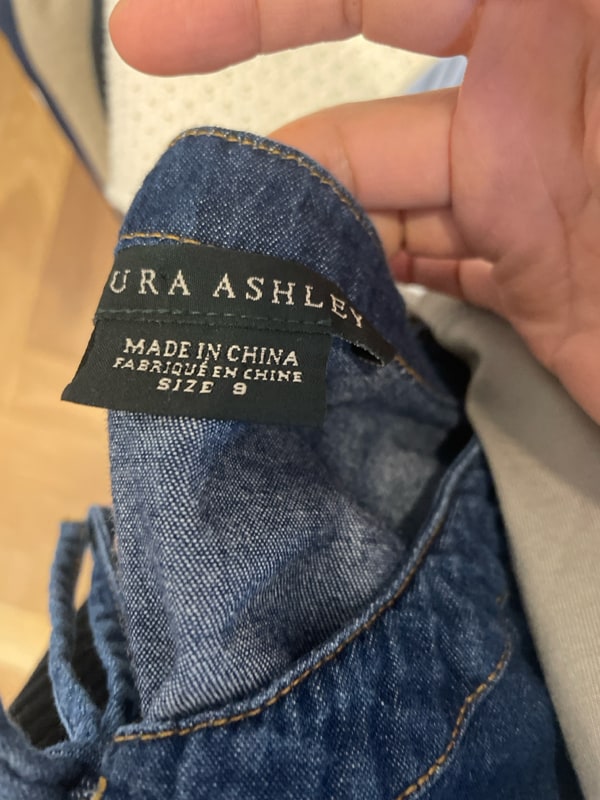 URA ASHLEY
MADE IN CHINA
FABRIQUÉ EN CHINE
SIZE 9